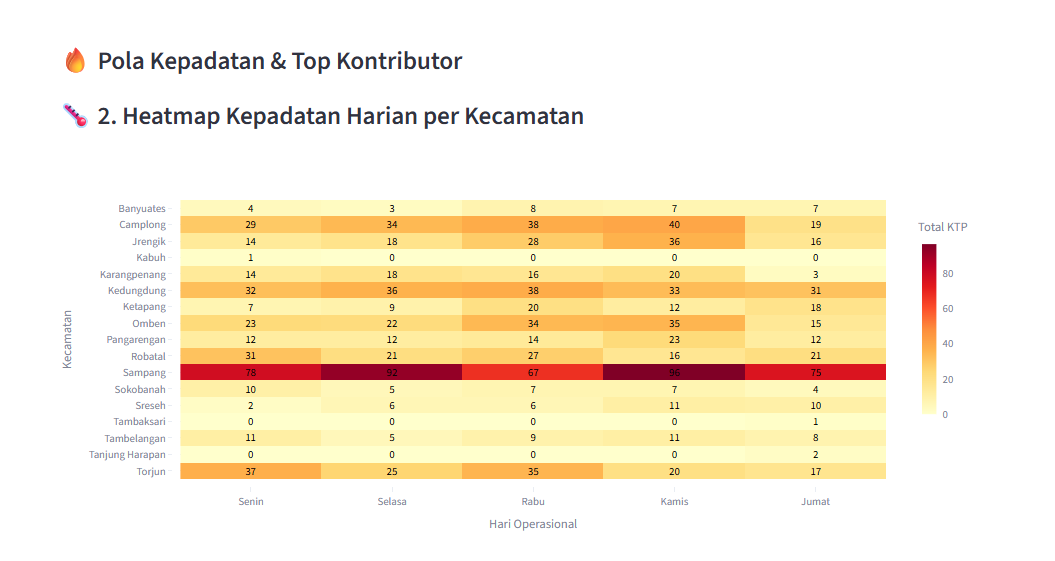 🔥 Pola Kepadatan & Top Kontributor
🌡️ 2. Heatmap Kepadatan Harian per Kecamatan
Total KTP
80
60
40
20
0
Kecamatan
Banyuates 4 3 8 7 7
Camplong 29 34 38 40 19
Jrengik 14 18 28 36 16
Kabuh 1 0 0 0 0
Karangpenang 14 18 16 20 3
Kedungdung 32 36 38 33 31
Ketapang 7 9 20 12 18
Omben 23 22 34 35 15
Pangarengan 12 12 14 23 12
Robatal 31 21 27 16 21
Sampang 78 92 67 96 75
Sokobanah 10 5 7 7 4
Sreseh 2 6 6 11 10
Tambaksari 0 0 0 0 1
Tambelangan 11 5 9 11 8
Tanjung Harapan 0 0 0 0 2
Torjun 37 25 35 20 17
Senin Selasa Rabu Kamis Jumat
Hari Operasional